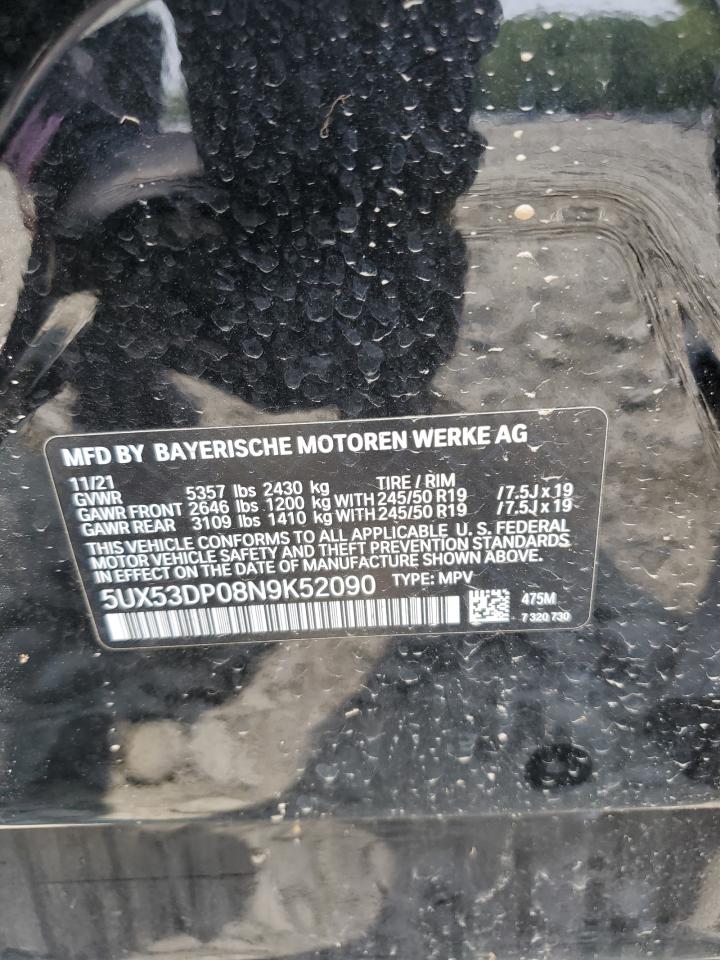 MFD BY BAYERISCHE MOTOREN WERKE AG
11/21 TIRE / RIM
GVWR 5357 lbs 2430 kg
GAWR FRONT 2646 lbs 1200 kg WITH 245/50 R19 /7.5J x 19
GAWR REAR 3109 lbs 1410 kg WITH 245/50 R19 /7.5J x 19
THIS VEHICLE CONFORMS TO ALL APPLICABLE U. S. FEDERAL
MOTOR VEHICLE SAFETY AND THEFT PREVENTION STANDARDS
IN EFFECT ON THE DATE OF MANUFACTURE SHOWN ABOVE.
5UX53DP08N9K52090 TYPE: MPV
475M
7 320 730